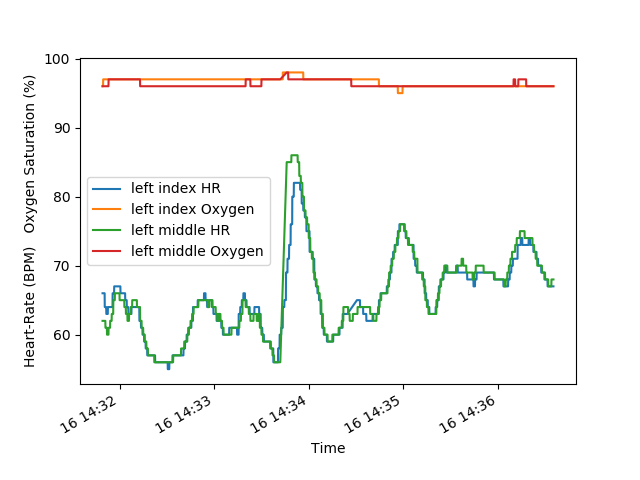 100
90
80
70
60
Heart-Rate (BPM)   Oxygen Saturation (%)
left index HR
left index Oxygen
left middle HR
left middle Oxygen
16 14:32
16 14:33
16 14:34
16 14:35
16 14:36
Time